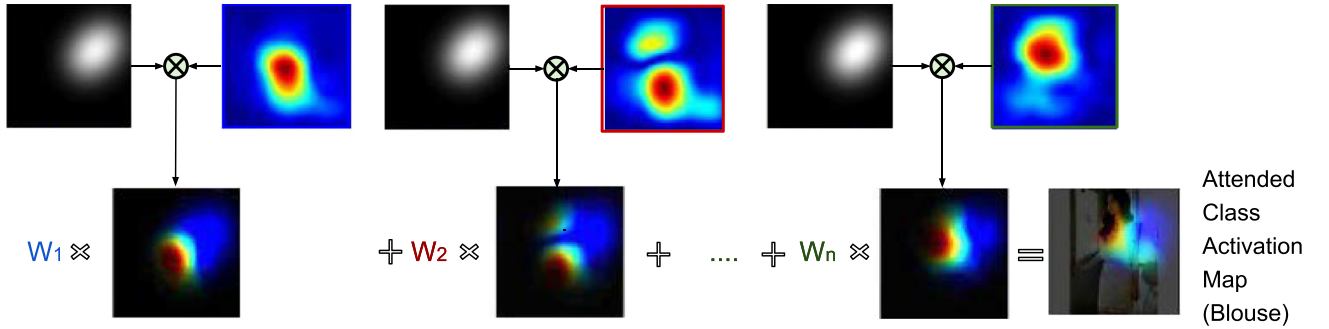 W1 × + W2 × + .... + Wn × =
Attended
Class
Activation
Map
(Blouse)